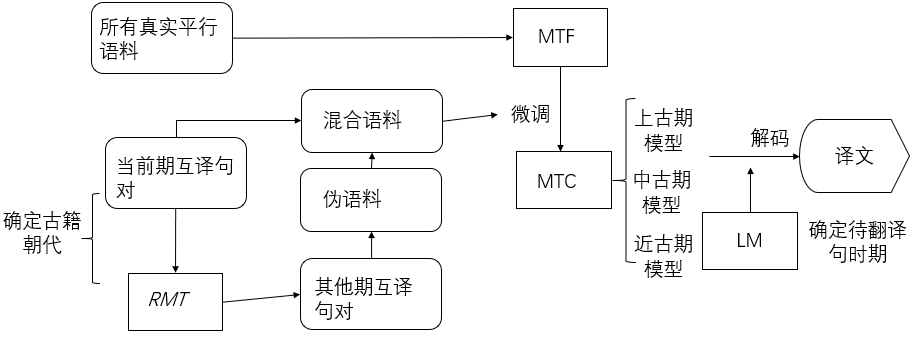 所有真实平行
语料
MTF
混合语料
微调
上古期
模型
解码
译文
当前期互译句
对
伪语料
MTC
中古期
模型
确定古籍
朝代
LM
确定待翻译
句时期
近古期
模型
RMT
其他期互译
句对